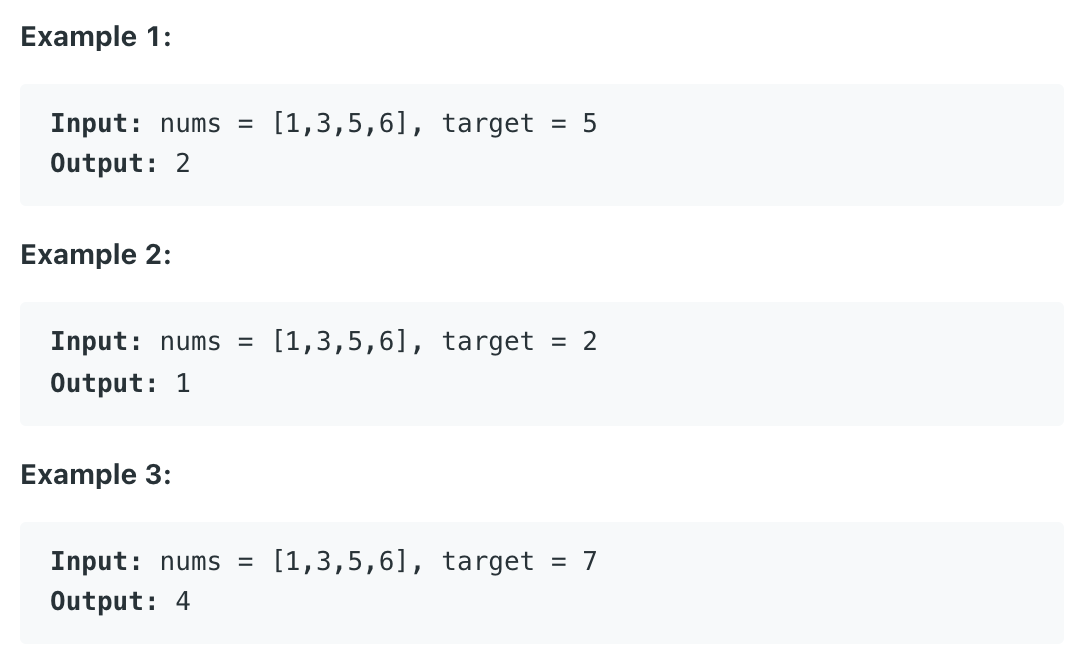 Example 1:
Input: nums = [1,3,5,6], target = 5
Output: 2
Example 2:
Input: nums = [1,3,5,6], target = 2
Output: 1
Example 3:
Input: nums = [1,3,5,6], target = 7
Output: 4